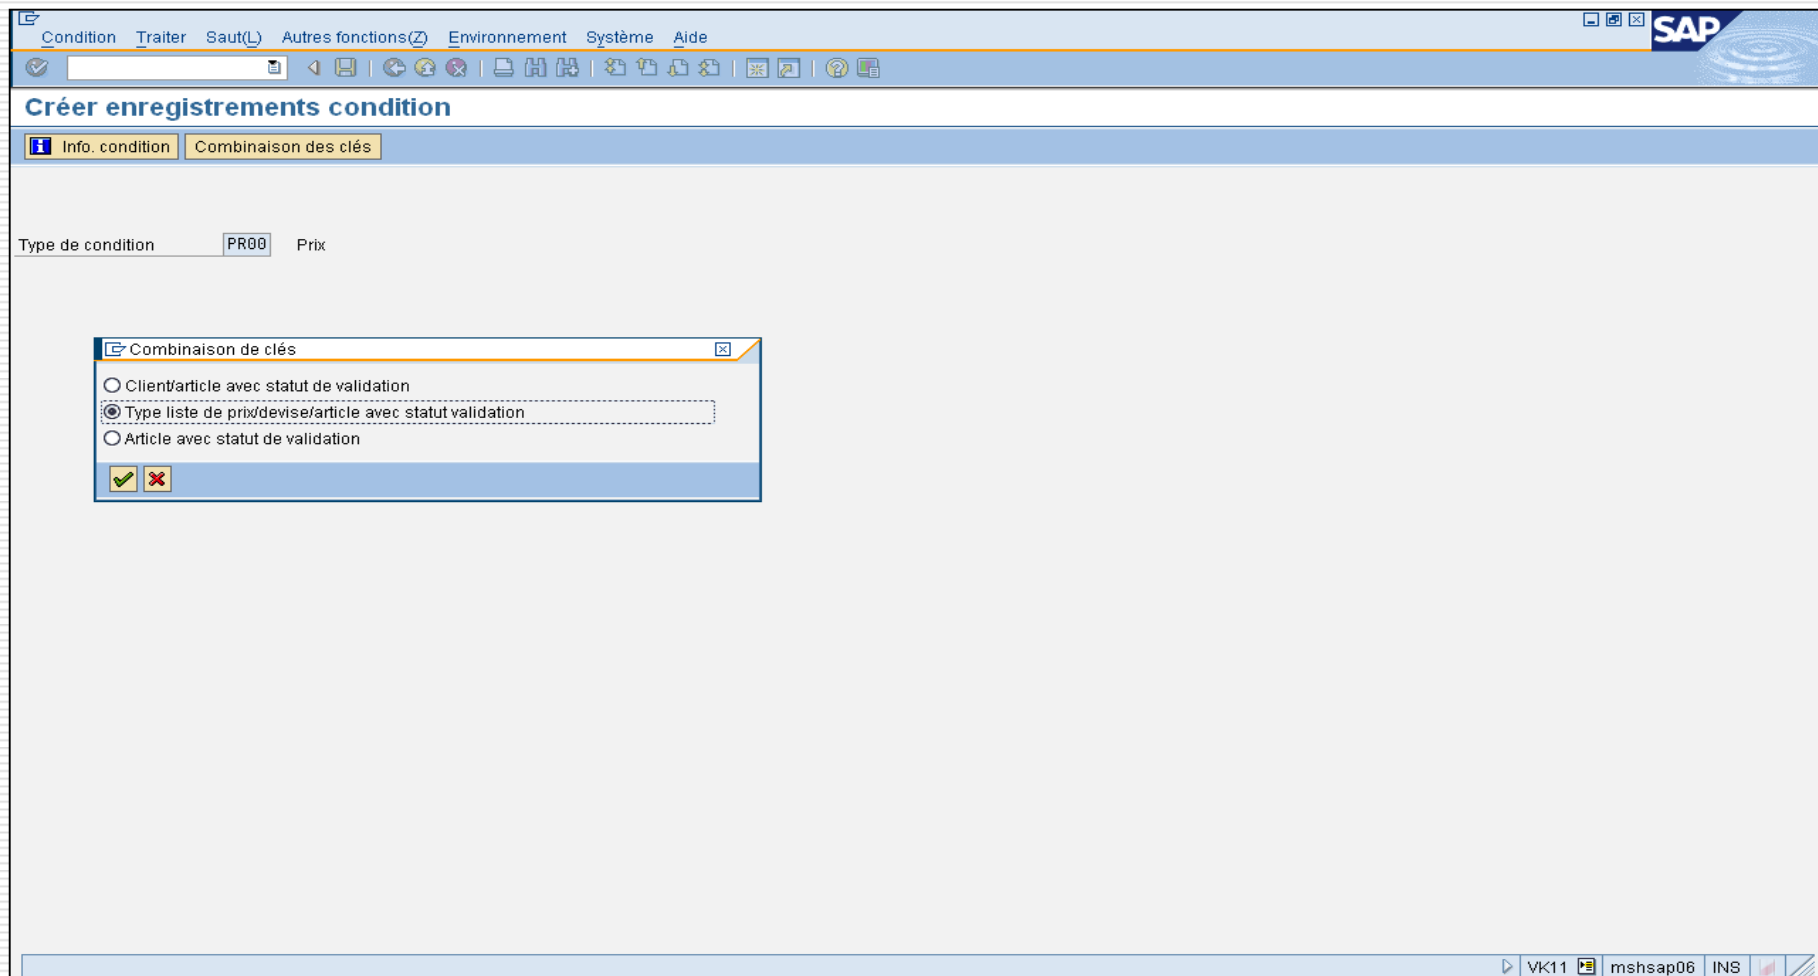 Condition Traiter Saut(L) Autres fonctions(Z) Environnement Système Aide
SAP
Créer enregistrements condition
Info. condition Combinaison des clés
Type de condition PR00 Prix
Combinaison de clés
Client/article avec statut de validation
Type liste de prix/devise/article avec statut validation
Article avec statut de validation
VK11 mshsap06 INS